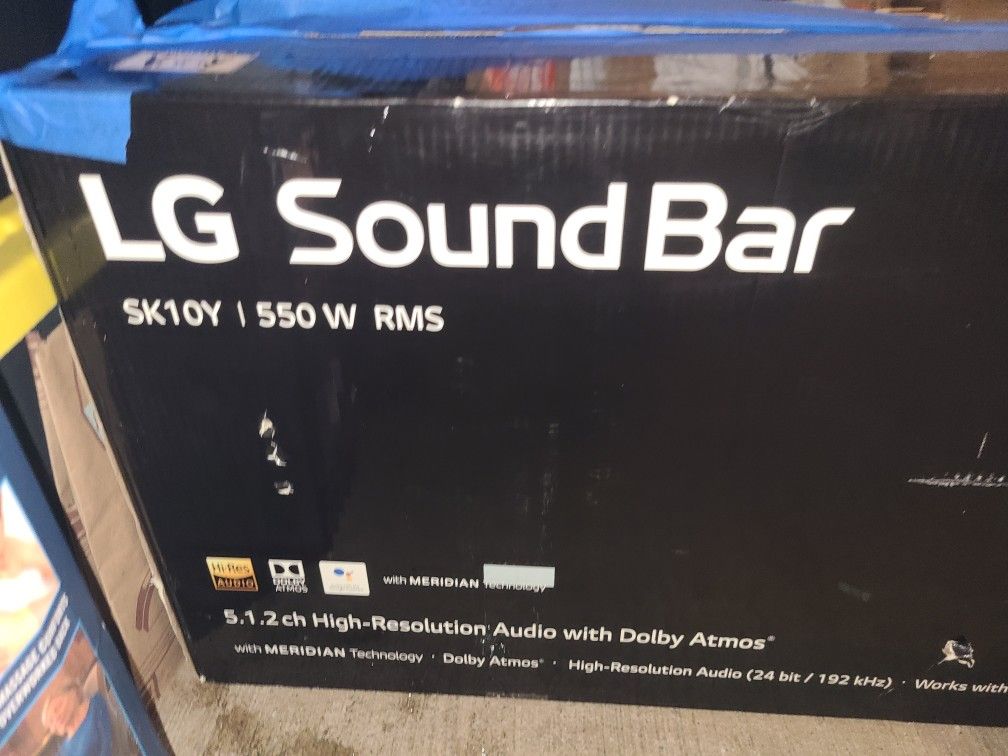 LG Sound Bar
SK10Y | 550 W RMS
Hi-Res
AUDIO
DOLBY
ATMOS
with MERIDIAN Technology
5.1.2 ch High-Resolution Audio with Dolby Atmos®
with MERIDIAN Technology · Dolby Atmos® · High-Resolution Audio (24 bit / 192 kHz) · Works with